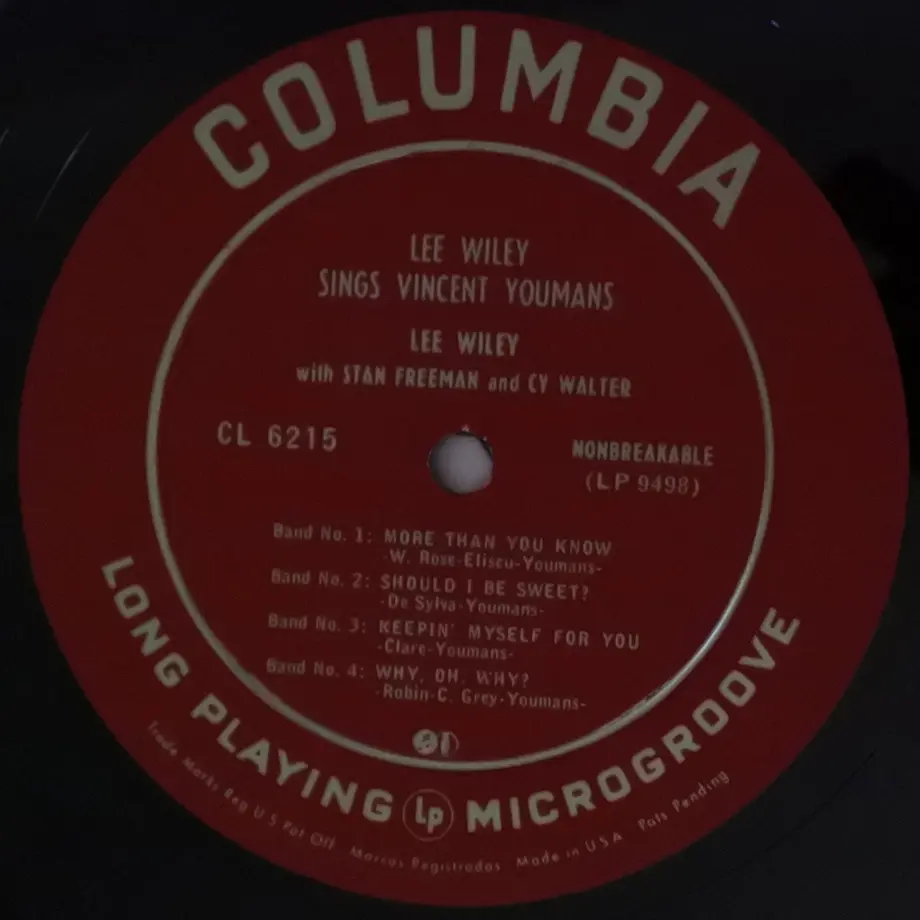 COLUMBIA
LEE WILEY
SINGS VINCENT YOUMANS
LEE WILEY
with STAN FREEMAN and CY WALTER
CL 6215
NONBREAKABLE
(LP 9498)
Band No. 1: MORE THAN YOU KNOW
-W. Rose-Eliscu-Youmans-
Band No. 2: SHOULD I BE SWEET?
-De Sylva-Youmans-
Band No. 3: KEEPIN' MYSELF FOR YOU
-Clare-Youmans-
Band No. 4: WHY, OH, WHY?
-Robin-C. Grey-Youmans-
LONG PLAYING Lp MICROGROOVE
Trade Marks Reg U S Pat Off Marcas Registradas Made in U S A Pats Pending